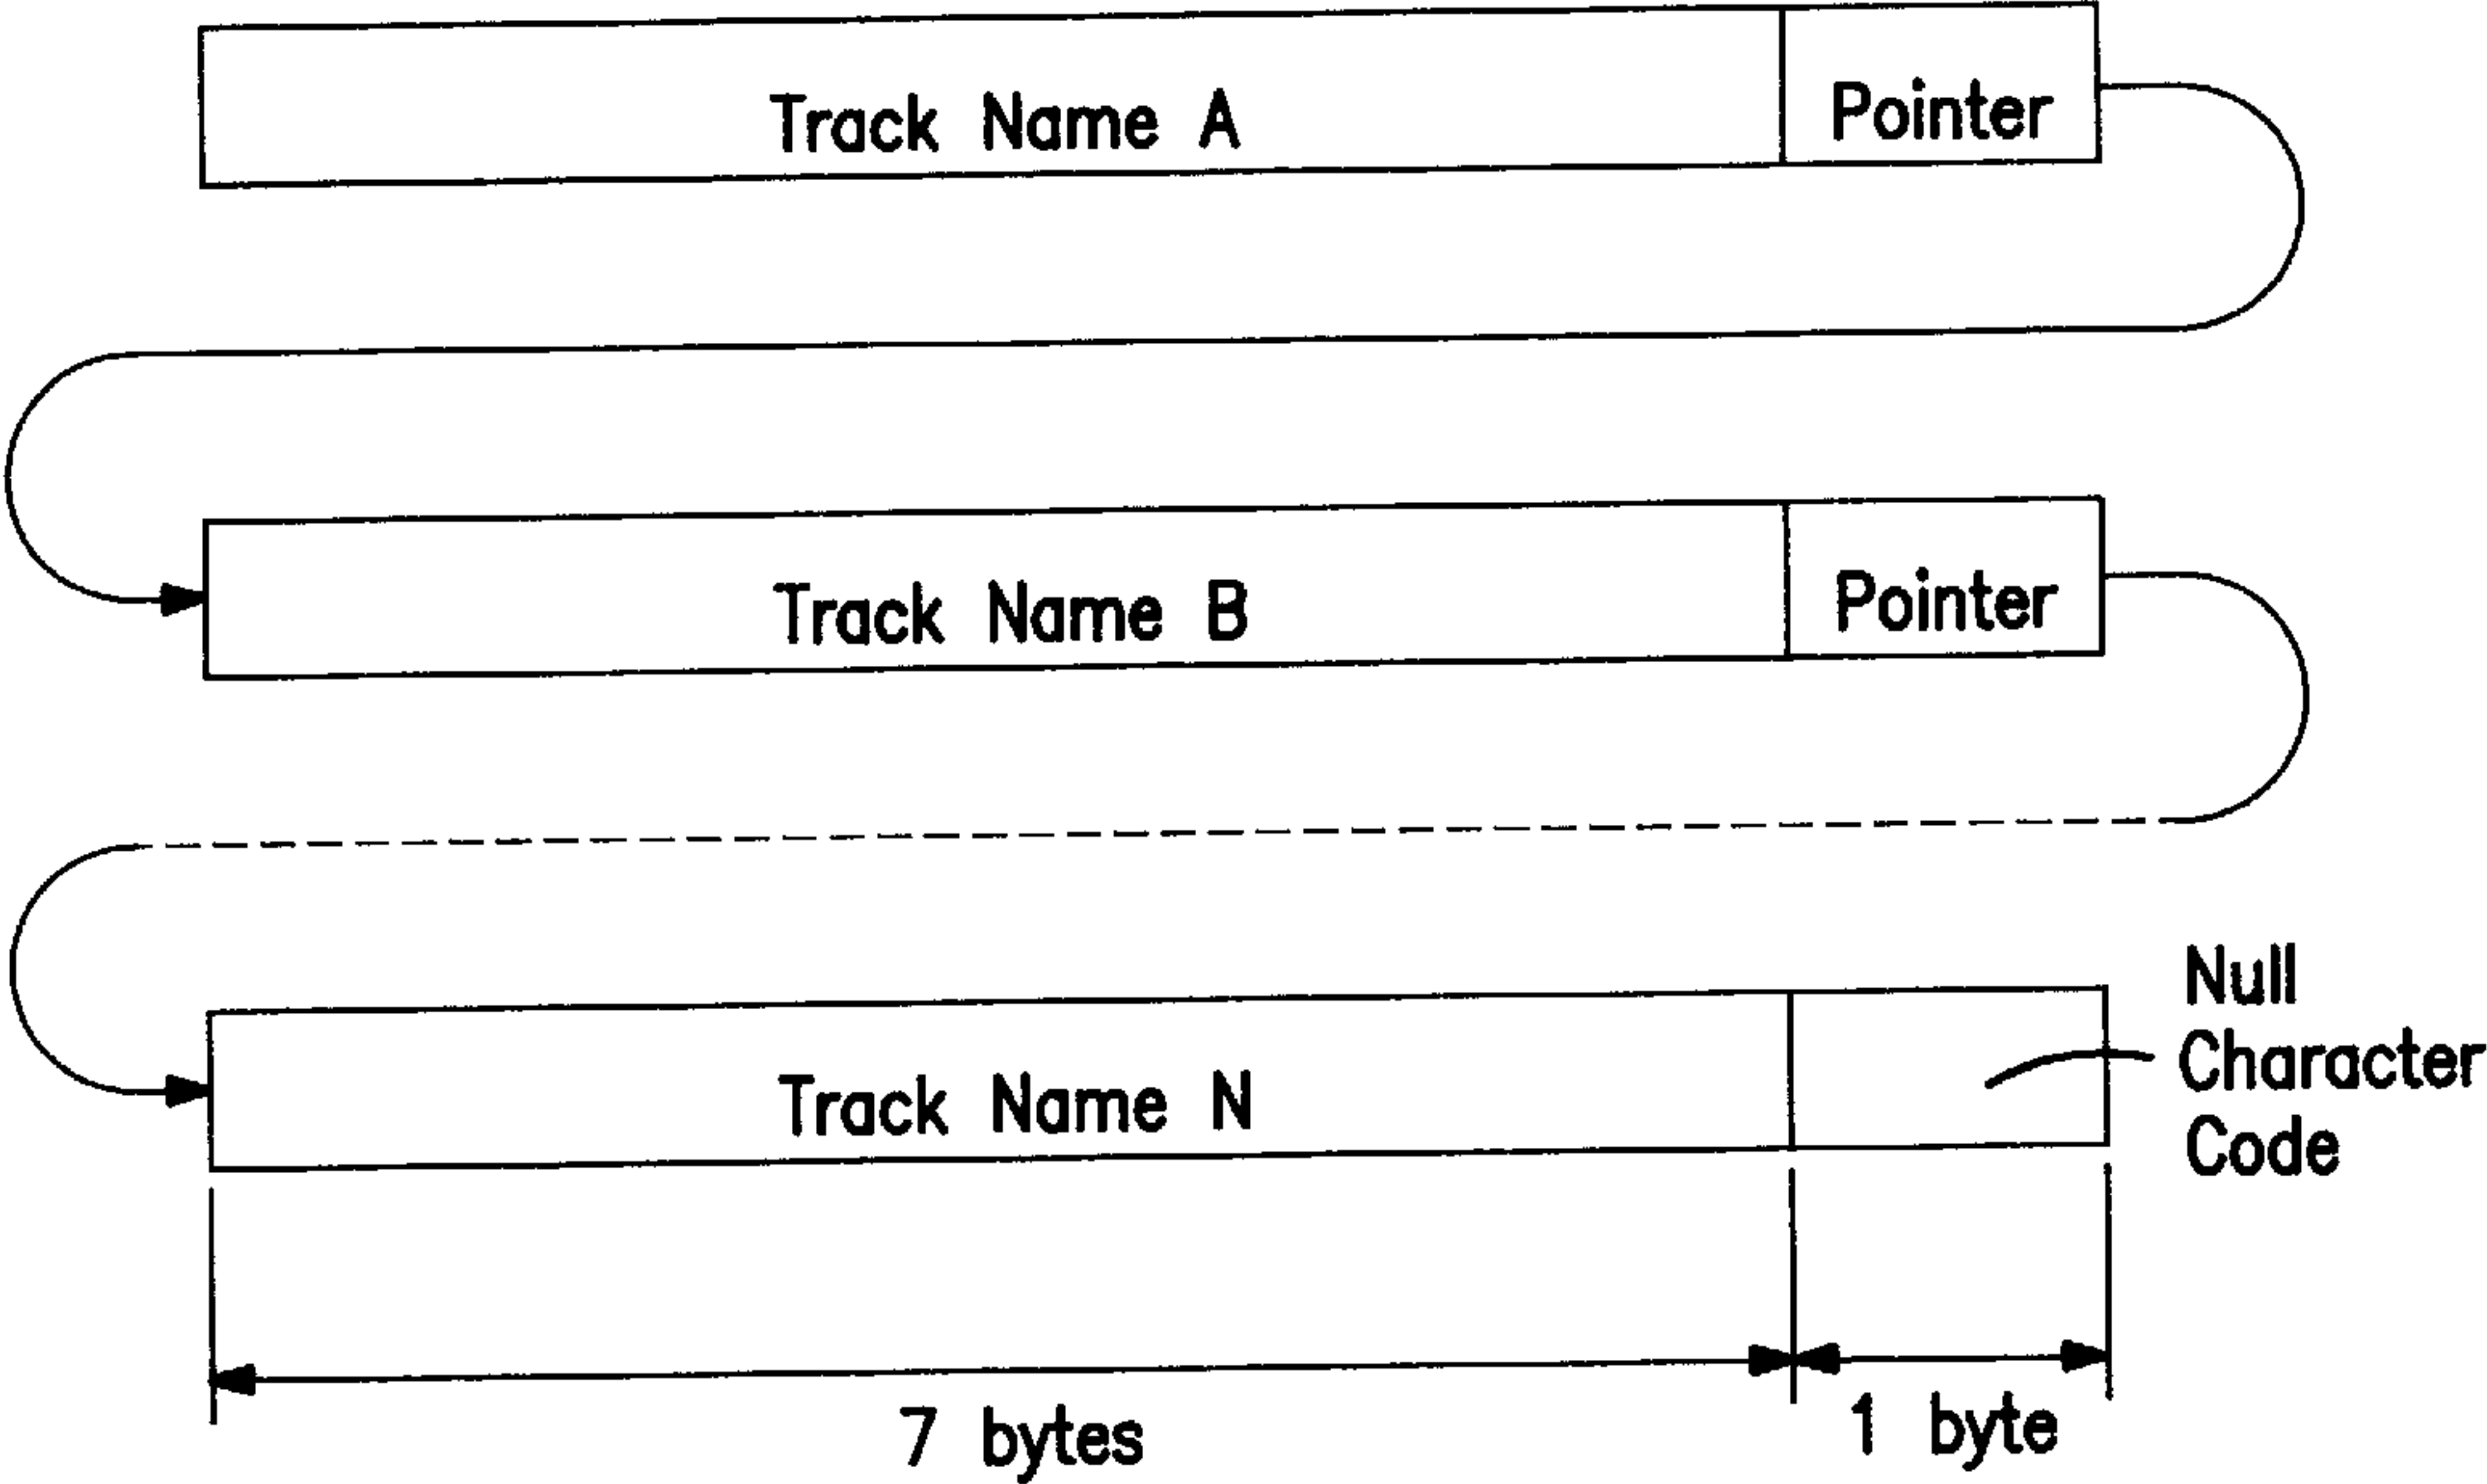 Track Name A
Pointer
Track Name B
Pointer
Track Name N
Null
Character
Code
7 bytes
1 byte